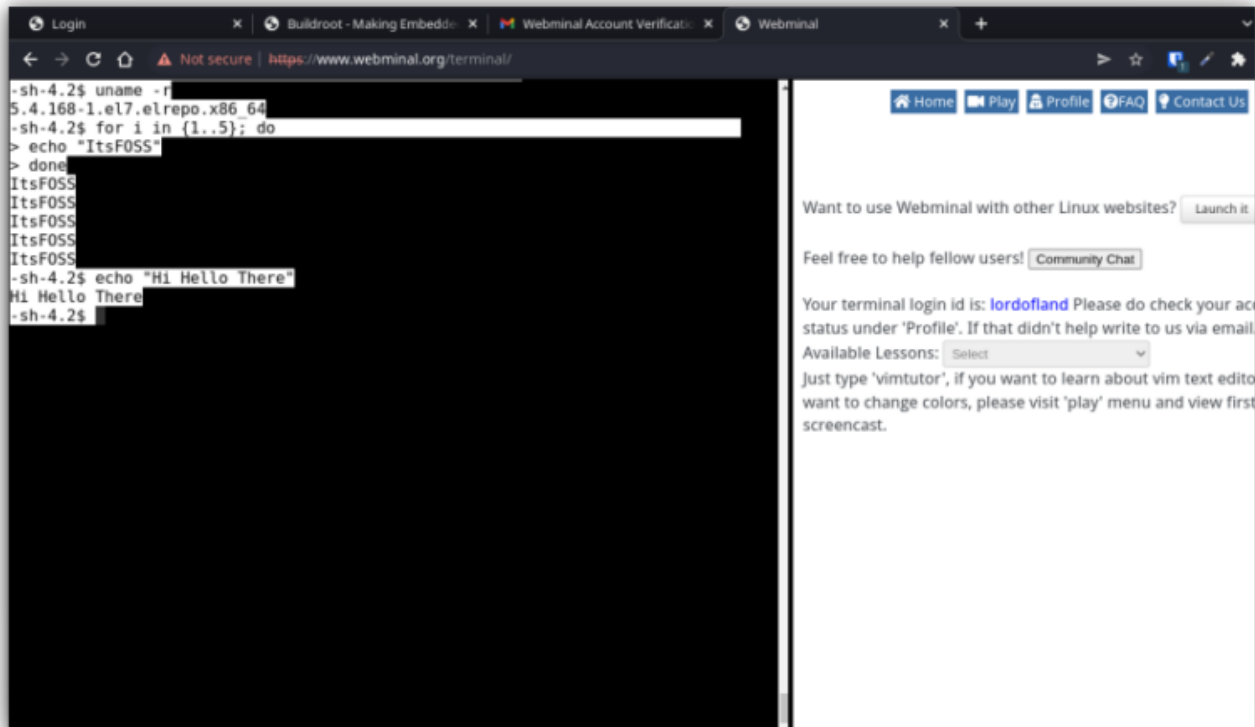 Login
Buildroot - Making Embedde
Webminal Account Verificatio
Webminal
Not secure | https://www.webminal.org/terminal/
-sh-4.2$ uname -r
5.4.168-1.el7.elrepo.x86_64
-sh-4.2$ for i in {1..5}; do
> echo "ItsFOSS"
> done
ItsFOSS
ItsFOSS
ItsFOSS
ItsFOSS
ItsFOSS
-sh-4.2$ echo "Hi Hello There"
Hi Hello There
-sh-4.2$
Home Play Profile FAQ Contact Us
Want to use Webminal with other Linux websites? Launch it
Feel free to help fellow users! Community Chat
Your terminal login id is: lordofland Please do check your acc
status under 'Profile'. If that didn't help write to us via email.
Available Lessons: Select
Just type 'vimtutor', if you want to learn about vim text edito
want to change colors, please visit 'play' menu and view first
screencast.